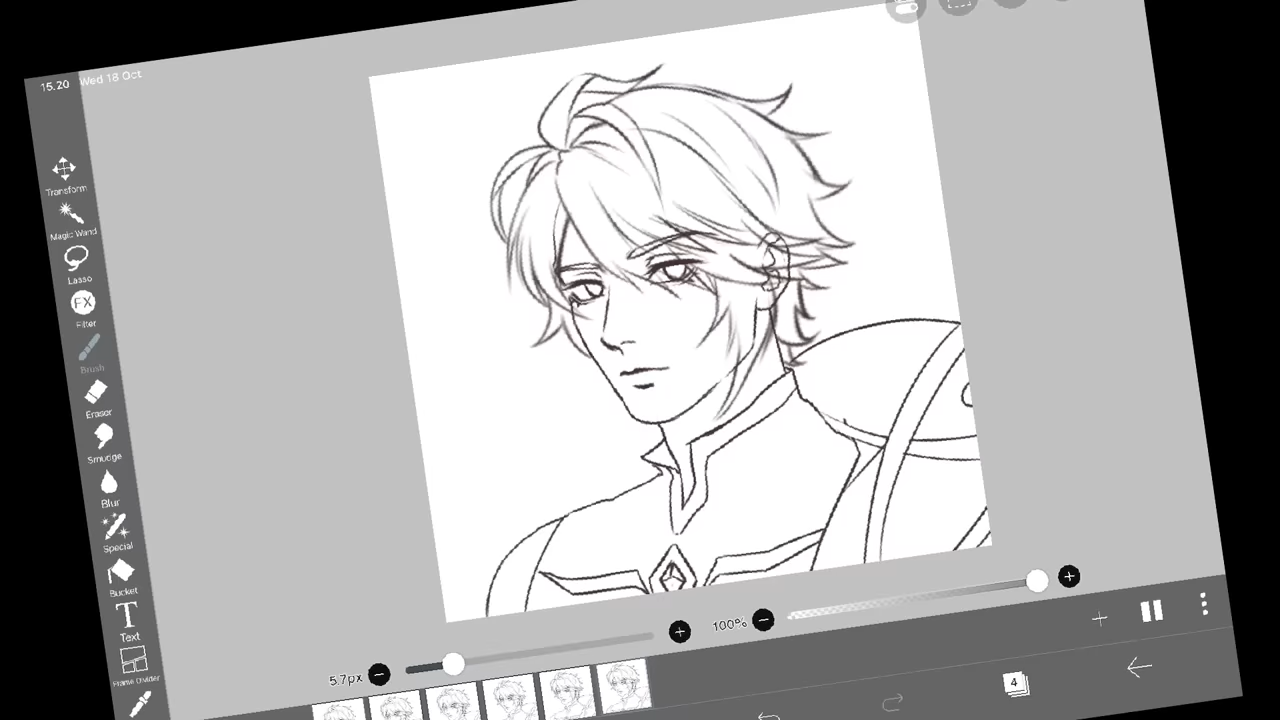 15.20 Wed 18 Oct
Transform
Magic Wand
Lasso
FX
Filter
Brush
Eraser
Smudge
Blur
Special
Bucket
T
Text
Frame Divider
5.7px
100%
4